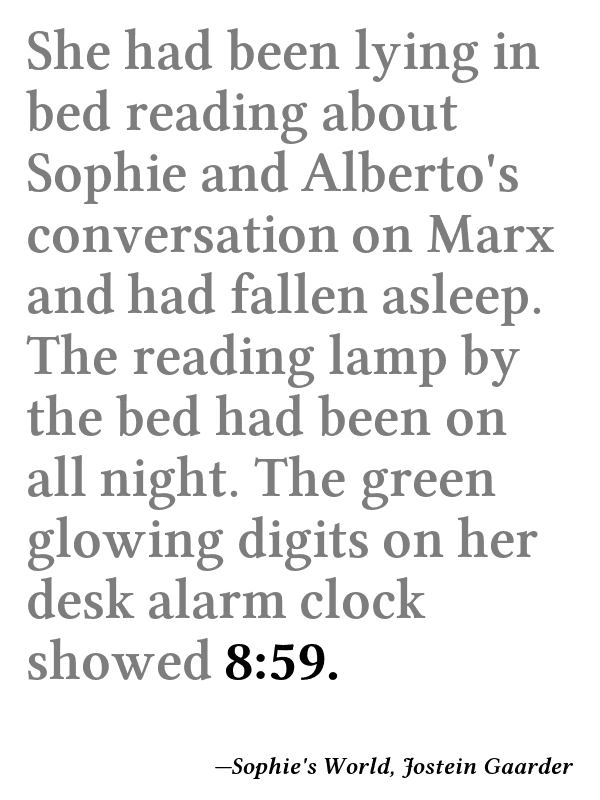 She had been lying in
bed reading about
Sophie and Alberto's
conversation on Marx
and had fallen asleep.
The reading lamp by
the bed had been on
all night. The green
glowing digits on her
desk alarm clock
showed 8:59.
—Sophie's World, Jostein Gaarder